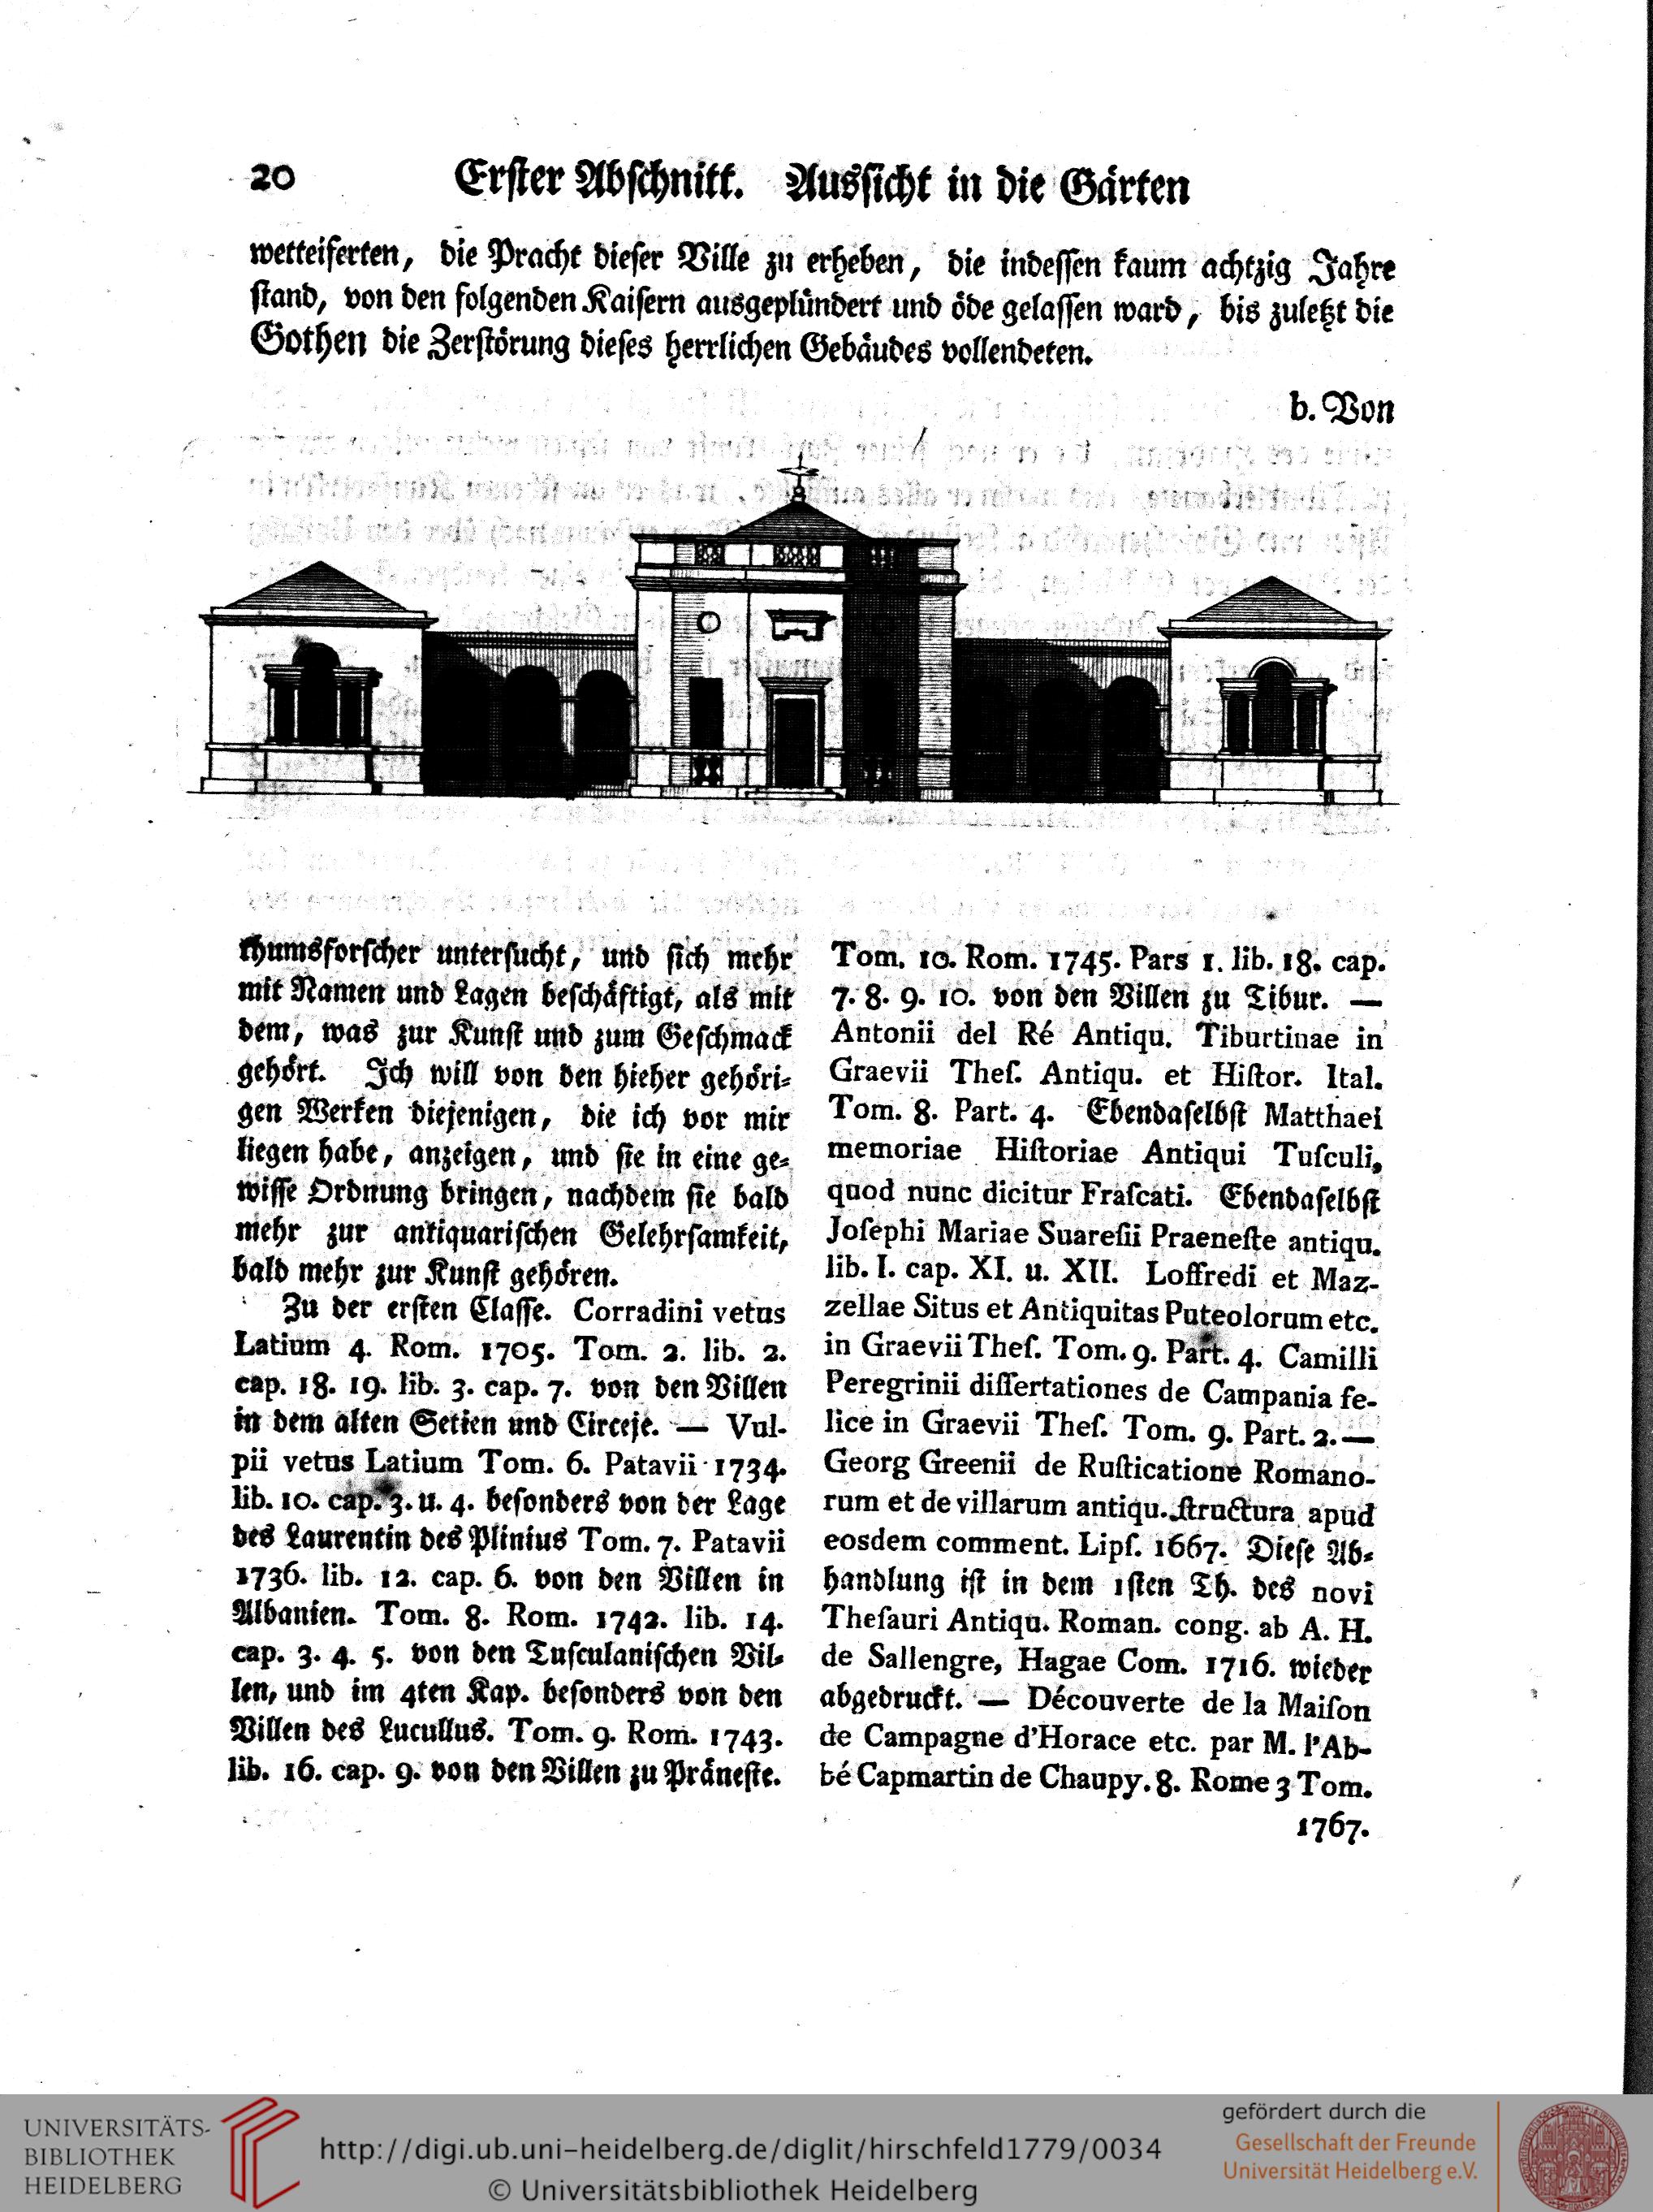 20 Erſter Abſchnitt. Ausſicht in die Gärten
wetteiferten, die Pracht dieſer Ville zu erheben, die indeſſen kaum achtzig Jahre
ſtand, von den folgenden Kaiſern ausgeplündert und öde gelaſſen ward, bis zuletzt die
Gothen die Zerſtörung dieſes herrlichen Gebäudes vollendeten.
b. Von
thumsforſcher unterſucht, und ſich mehr
mit Namen und Lagen beſchäftigt, als mit
dem, was zur Kunſt und zum Geſchmack
gehört. Ich will von den hieher gehöri-
gen Werken diejenigen, die ich vor mir
liegen habe, anzeigen, und ſie in eine ge-
wiſſe Ordnung bringen, nachdem ſie bald
mehr zur antiquariſchen Gelehrſamkeit,
bald mehr zur Kunſt gehören.
Zu der erſten Claſſe. Corradini vetus
Latium 4. Rom. 1705. Tom. 2. lib. 2.
cap. 18. 19. lib. 3. cap. 7. von den Villen
in dem alten Setien und Circeje. — Vul-
pii vetus Latium Tom. 6. Patavii 1734.
lib. 10. cap. 3. u. 4. beſonders von der Lage
des Laurentin des Plinius Tom. 7. Patavii
1736. lib. 12. cap. 6. von den Villen in
Albanien. Tom. 8. Rom. 1742. lib. 14.
cap. 3. 4. 5. von den Tuſculaniſchen Vil-
len, und im 4ten Kap. beſonders von den
Villen des Lucullus. Tom. 9. Rom. 1743.
lib. 16. cap. 9. von den Villen zu Präneſte.
Tom. 10. Rom. 1745. Pars 1. lib. 18. cap.
7. 8. 9. 10. von den Villen zu Tibur. —
Antonii del Ré Antiqu. Tiburtinae in
Graevii Theſ. Antiqu. et Hiſtor. Ital.
Tom. 8. Part. 4. Ebendaſelbſt Matthaei
memoriae Hiſtoriae Antiqui Tuſculi,
quod nunc dicitur Fraſcati. Ebendaſelbſt
Joſephi Mariae Suareſii Praeneſte antiqu.
lib. I. cap. XI. u. XII. Loffredi et Maz-
zellae Situs et Antiquitas Puteolorum etc.
in Graevii Theſ. Tom. 9. Part. 4. Camilli
Peregrinii diſſertationes de Campania fe-
lice in Graevii Theſ. Tom. 9. Part. 2. —
Georg Greenii de Ruſticatione Romano-
rum et de villarum antiqu. ſtructura apud
eosdem comment. Lipſ. 1667. Dieſe Ab-
handlung iſt in dem 1ſten Th. des novi
Theſauri Antiqu. Roman. cong. ab A. H.
de Sallengre, Hagae Com. 1716. wieder
abgedruckt. — Découverte de la Maiſon
de Campagne d'Horace etc. par M. l'Ab-
bé Capmartin de Chaupy. 8. Rome 3 Tom.
1767.
UNIVERSITÄTS-
BIBLIOTHEK
HEIDELBERG
http://digi.ub.uni-heidelberg.de/diglit/hirschfeld1779/0034
© Universitätsbibliothek Heidelberg
gefördert durch die
Gesellschaft der Freunde
Universität Heidelberg e.V.